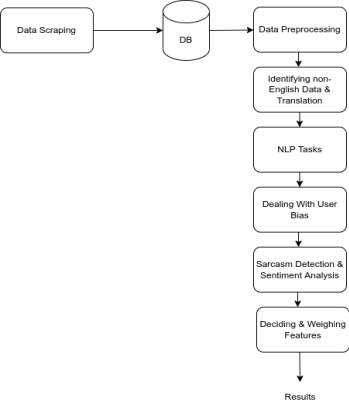 Data Scraping
DB
Data Preprocessing
Identifying non-
English Data &
Translation
NLP Tasks
Dealing With User
Bias
Sarcasm Detection &
Sentiment Analysis
Deciding & Weighing
Features
Results